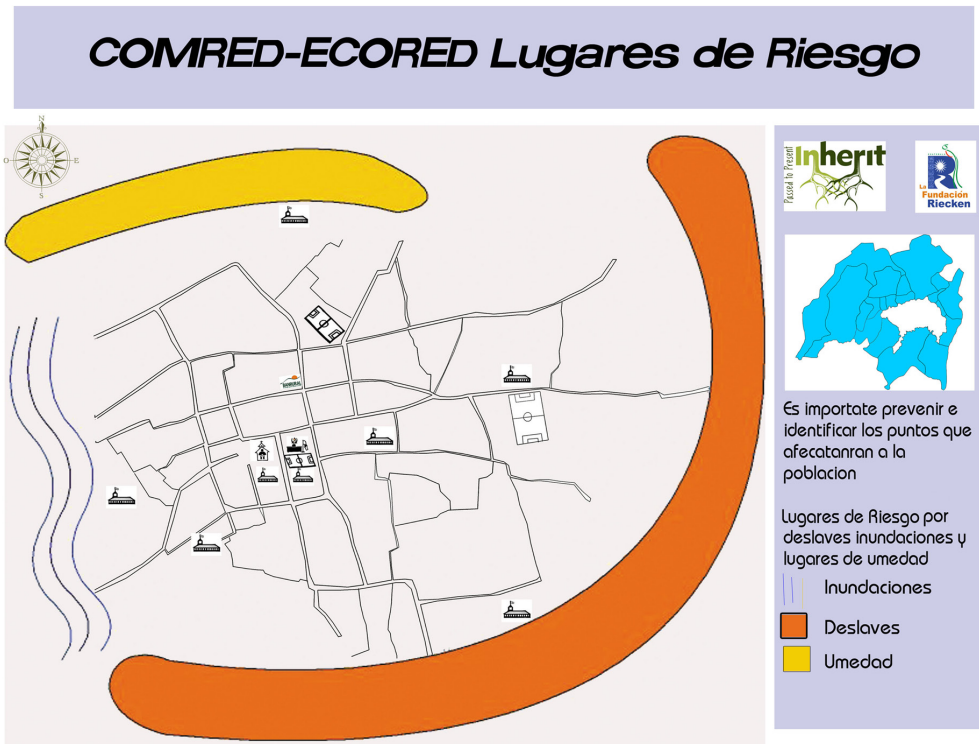 COMRED-ECORED Lugares de Riesgo
N
O
E
S
Passed to Present
Inherit
La
Fundación
Riecken
Es importate prevenir e
identificar los puntos que
afecatanran a la
poblacion
Lugares de Riesgo por
deslaves inundaciones y
lugares de umedad
Inundaciones
Deslaves
Umedad